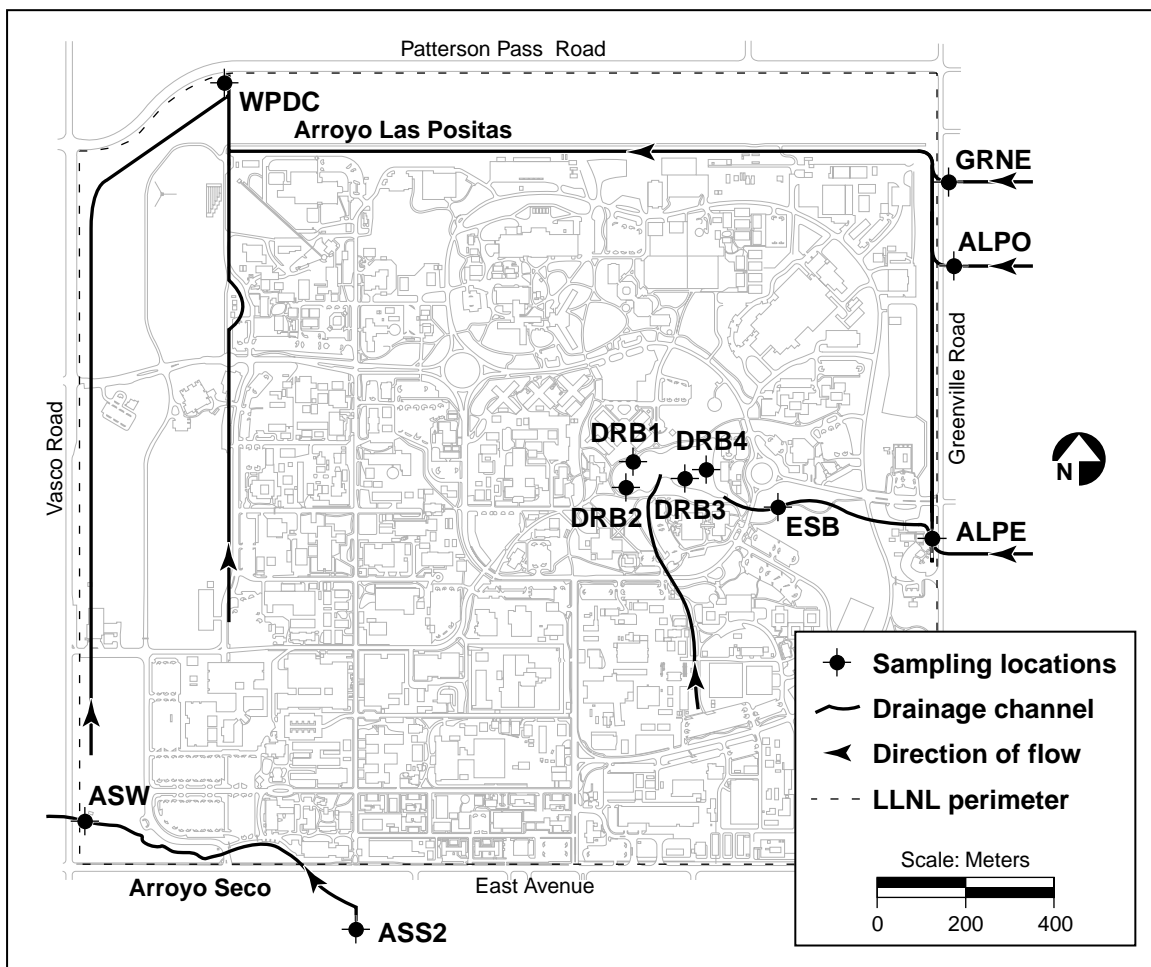 Patterson Pass Road
WPDC
Arroyo Las Positas
GRNE
ALPO
Greenville Road
Vasco Road
DRB1
DRB4
DRB2
DRB3
ESB
N
ALPE
ASW
Arroyo Seco
East Avenue
ASS2
Sampling locations
Drainage channel
Direction of flow
LLNL perimeter
Scale: Meters
0 200 400